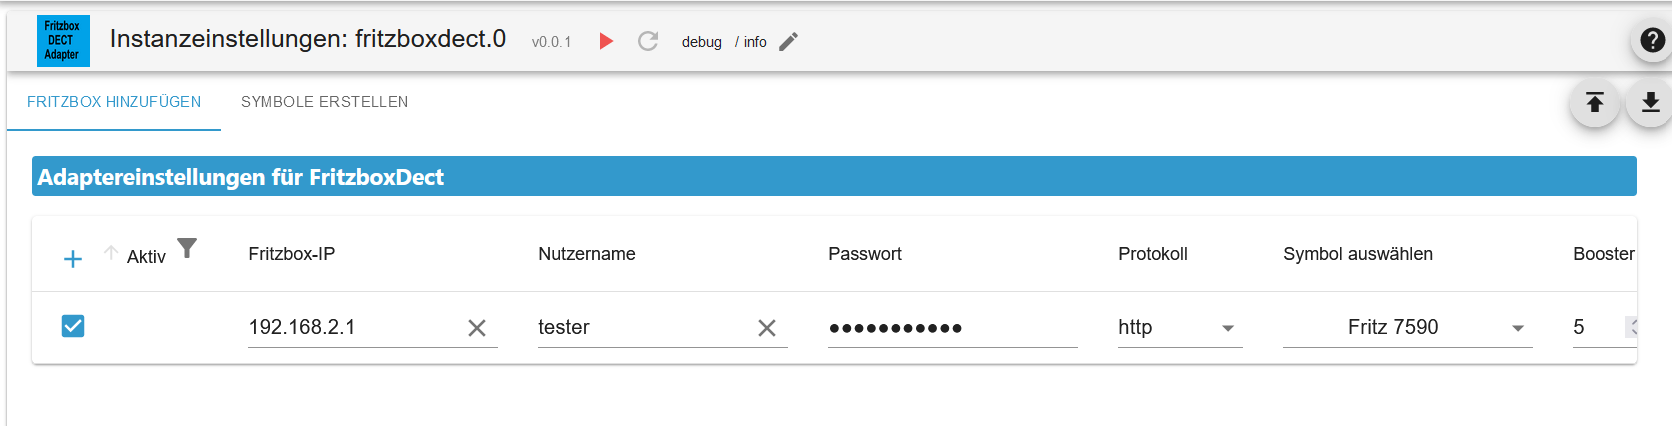 Fritzbox
DECT
Adapter
Instanzeinstellungen: fritzboxdect.0 v0.0.1 debug / info
FRITZBOX HINZUFÜGEN SYMBOLE ERSTELLEN
Adaptereinstellungen für FritzboxDect
Aktiv Fritzbox-IP Nutzername Passwort Protokoll Symbol auswählen Booster
192.168.2.1 tester ●●●●●●●●●●● http Fritz 7590 5